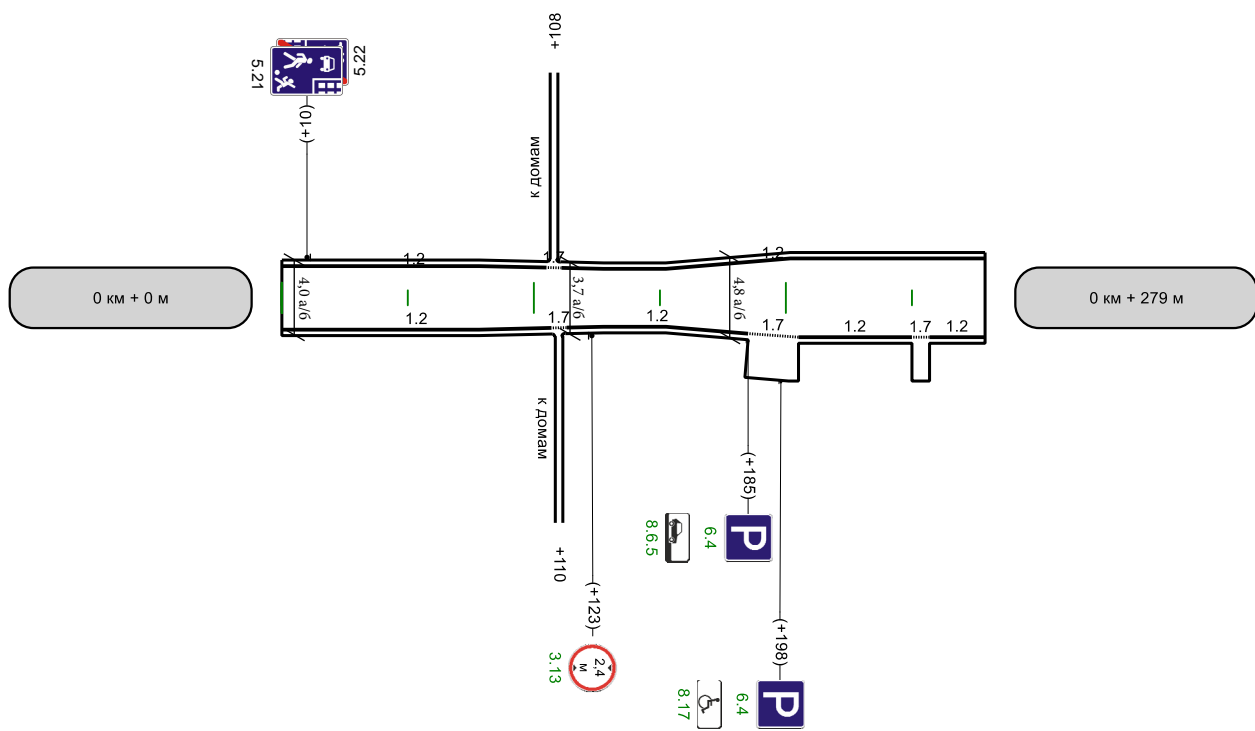 +108
5.22
5.21
(+10)
к домам
1.2
1.7
1.2
0 км + 0 м
4,0 а/б
3,7 а/б
4,8 а/б
0 км + 279 м
1.2
1.7
1.2
1.7
1.2
1.7
1.2
к домам
(+185)
P
6.4
8.6.5
+110
(+123)
2,4
м
3.13
(+198)
P
6.4
8.17